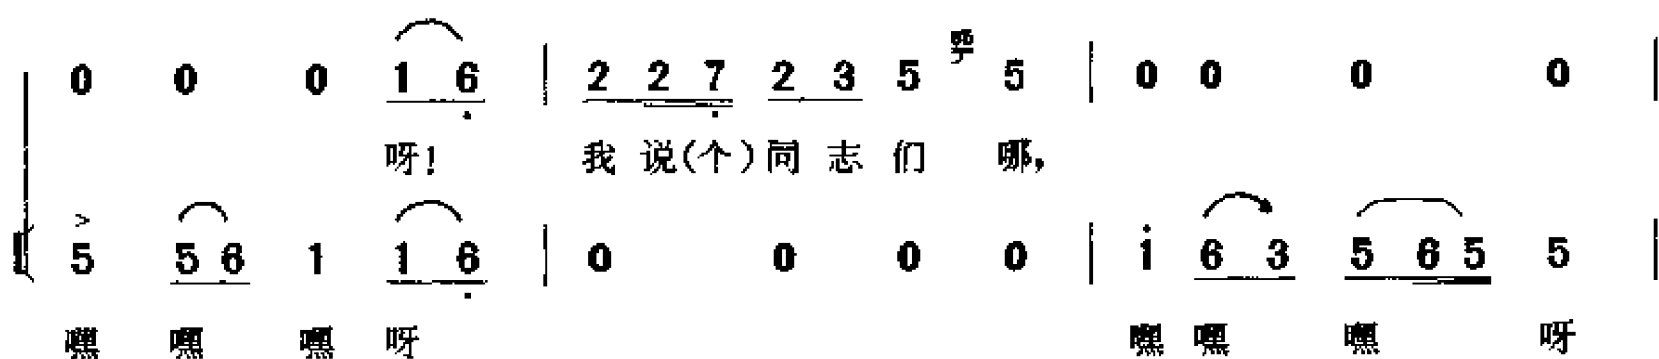 0 0 0 1 6 | 2 2 7 2 3 5 5 | 0 0 0 0 |
呀! 我说(个)同志们 哪,
5 5 6 1 1 6 | 0 0 0 0 | i 6 3 5 6 5 5 |
嘿 嘿 嘿 呀 嘿 嘿 嘿 呀